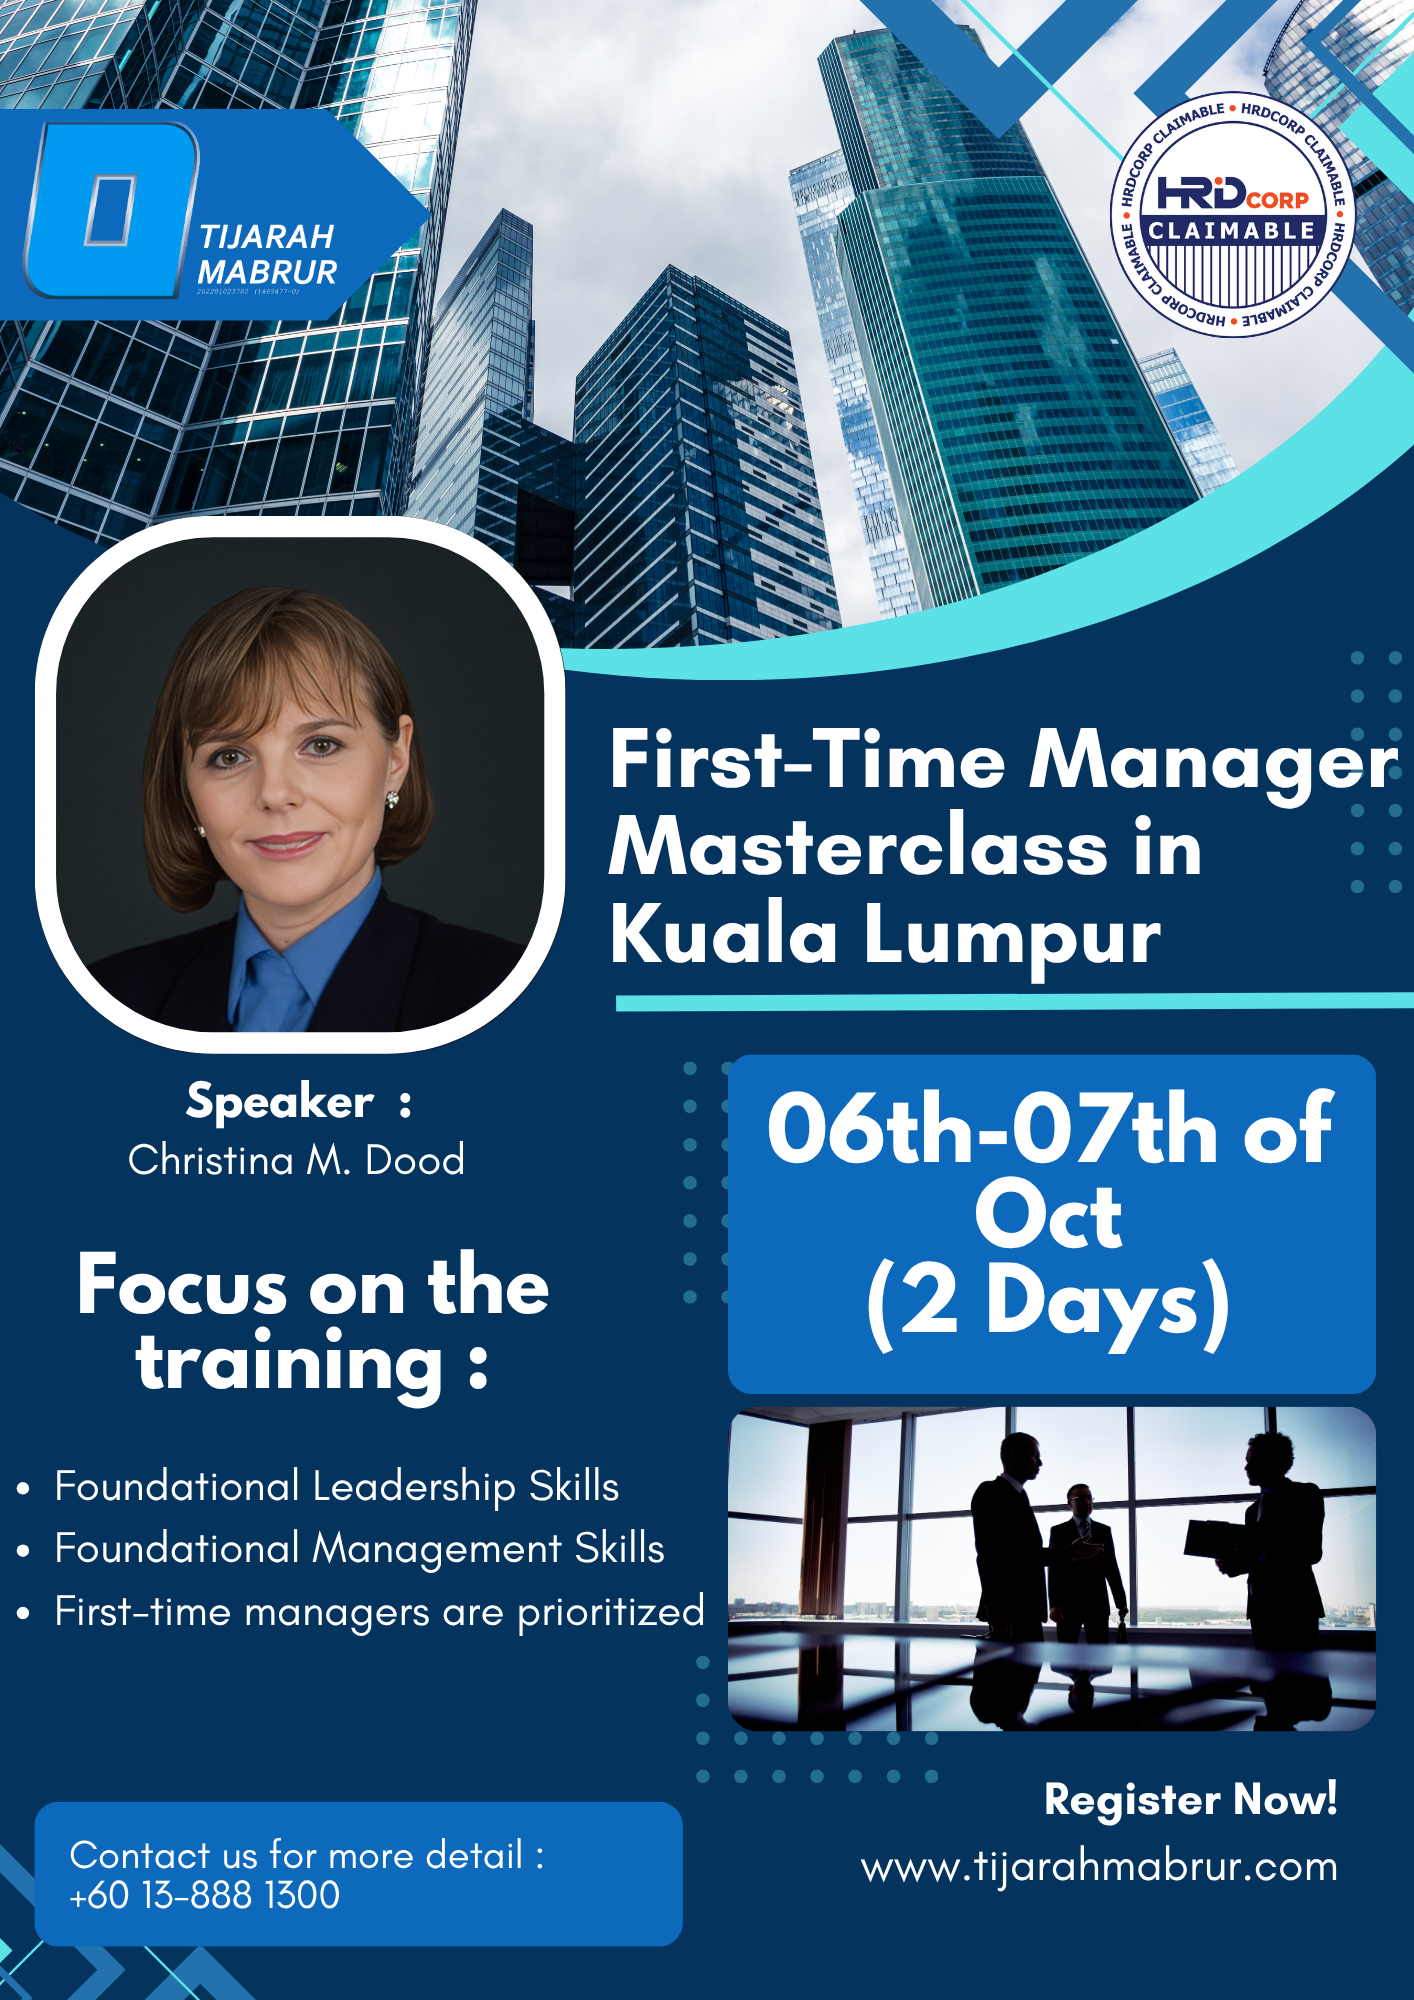 TIJARAH
MABRUR
202201023780 (1469477-U)
HRDCORP CLAIMABLE • HRDCORP CLAIMABLE • HRDCORP CLAIMABLE • HRDCORP CLAIMABLE •
HRDCORP
CLAIMABLE
First-Time Manager
Masterclass in
Kuala Lumpur
Speaker :
Christina M. Dood
06th-07th of
Oct
(2 Days)
Focus on the
training :
• Foundational Leadership Skills
• Foundational Management Skills
• First-time managers are prioritized
Register Now!
www.tijarahmabrur.com
Contact us for more detail :
+60 13-888 1300